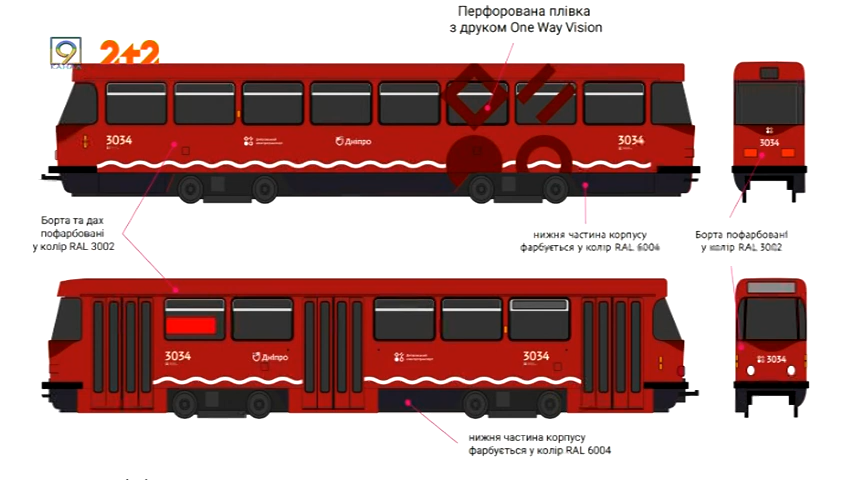 Перфорована плівка
з друком One Way Vision
9
КАНАЛ
2+2
3034
Дніпро
3034
3034
Борта та дах
пофарбовані
у колір RAL 3002
нижня частина корпусу
фарбується у колір RAL 6004
Борта пофарбовані
у колір RAL 3002
3034
Дніпро
3034
3034
нижня частина корпусу
фарбується у колір RAL 6004